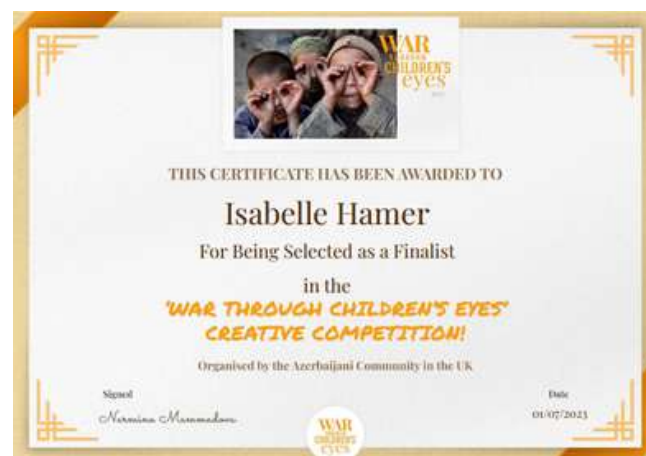 WAR
THROUGH
CHILDREN'S
eyes
THIS CERTIFICATE HAS BEEN AWARDED TO
Isabelle Hamer
For Being Selected as a Finalist
in the
'WAR THROUGH CHILDREN'S EYES'
CREATIVE COMPETITION!
Organised by the Azerbaijani Community in the UK
Signed
Date
Narmina Mammadova
01/07/2023
WAR
THROUGH
CHILDREN'S
eyes